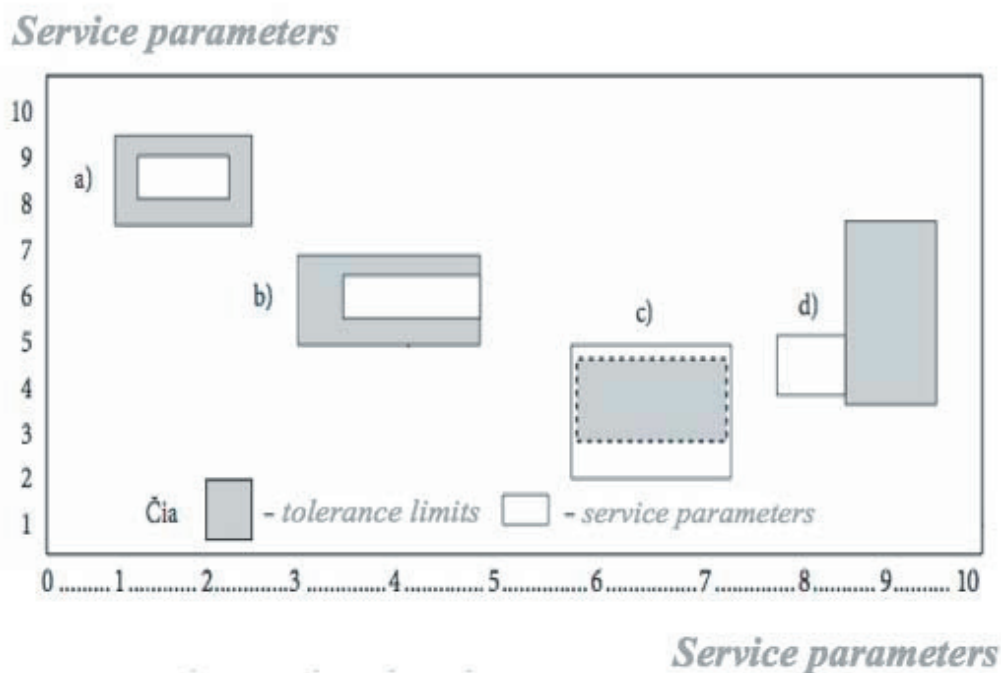 Service parameters
10
9
a)
8
7
b)
6
c)
d)
5
4
3
2
Čia - tolerance limits - service parameters
1
0 ......... 1 ............ 2 ............ 3 ............ 4 ............ 5 ............ 6 ............ 7 ............ 8 ......... 9 ......... 10
Service parameters